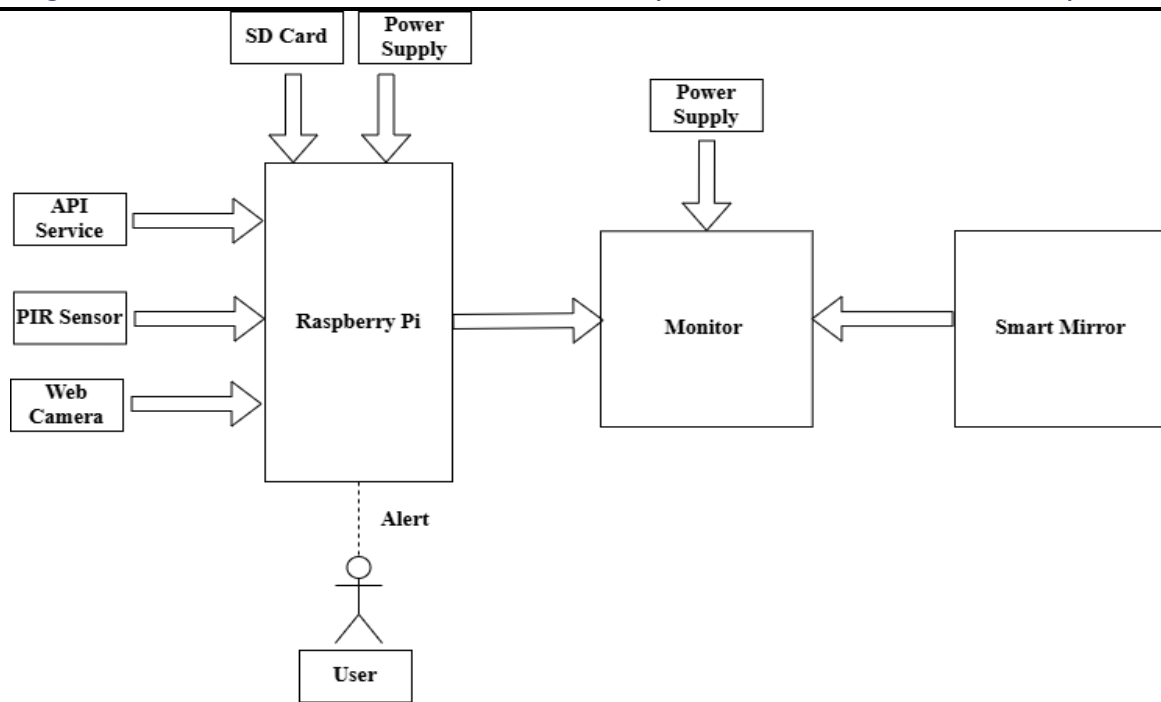 SD Card
Power
Supply
Power
Supply
API
Service
PIR Sensor
Raspberry Pi
Monitor
Smart Mirror
Web
Camera
Alert
User